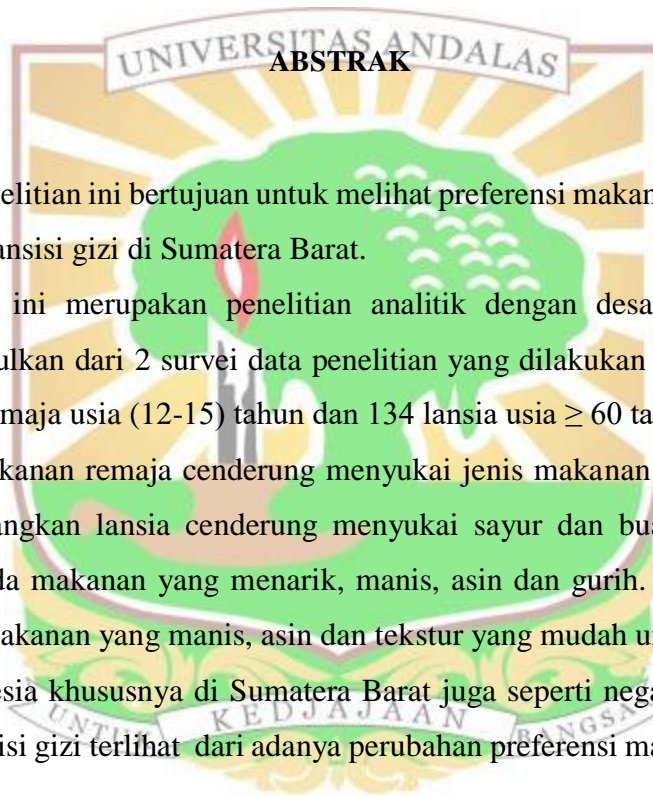 UNIVERSITAS ANDALAS
ABSTRAK
elitian ini bertujuan untuk melihat preferensi makan
ansisi gizi di Sumatera Barat.
ini merupakan penelitian analitik dengan desa
ulkan dari 2 survei data penelitian yang dilakukan
maja usia (12-15) tahun dan 134 lansia usia ≥ 60 ta
akanan remaja cenderung menyukai jenis makanan
angkan lansia cenderung menyukai sayur dan bua
da makanan yang menarik, manis, asin dan gurih.
akanan yang manis, asin dan tekstur yang mudah u
esia khususnya di Sumatera Barat juga seperti nega
isi gizi terlihat dari adanya perubahan preferensi ma
UNTUK KEDJAJAAN BANGSA